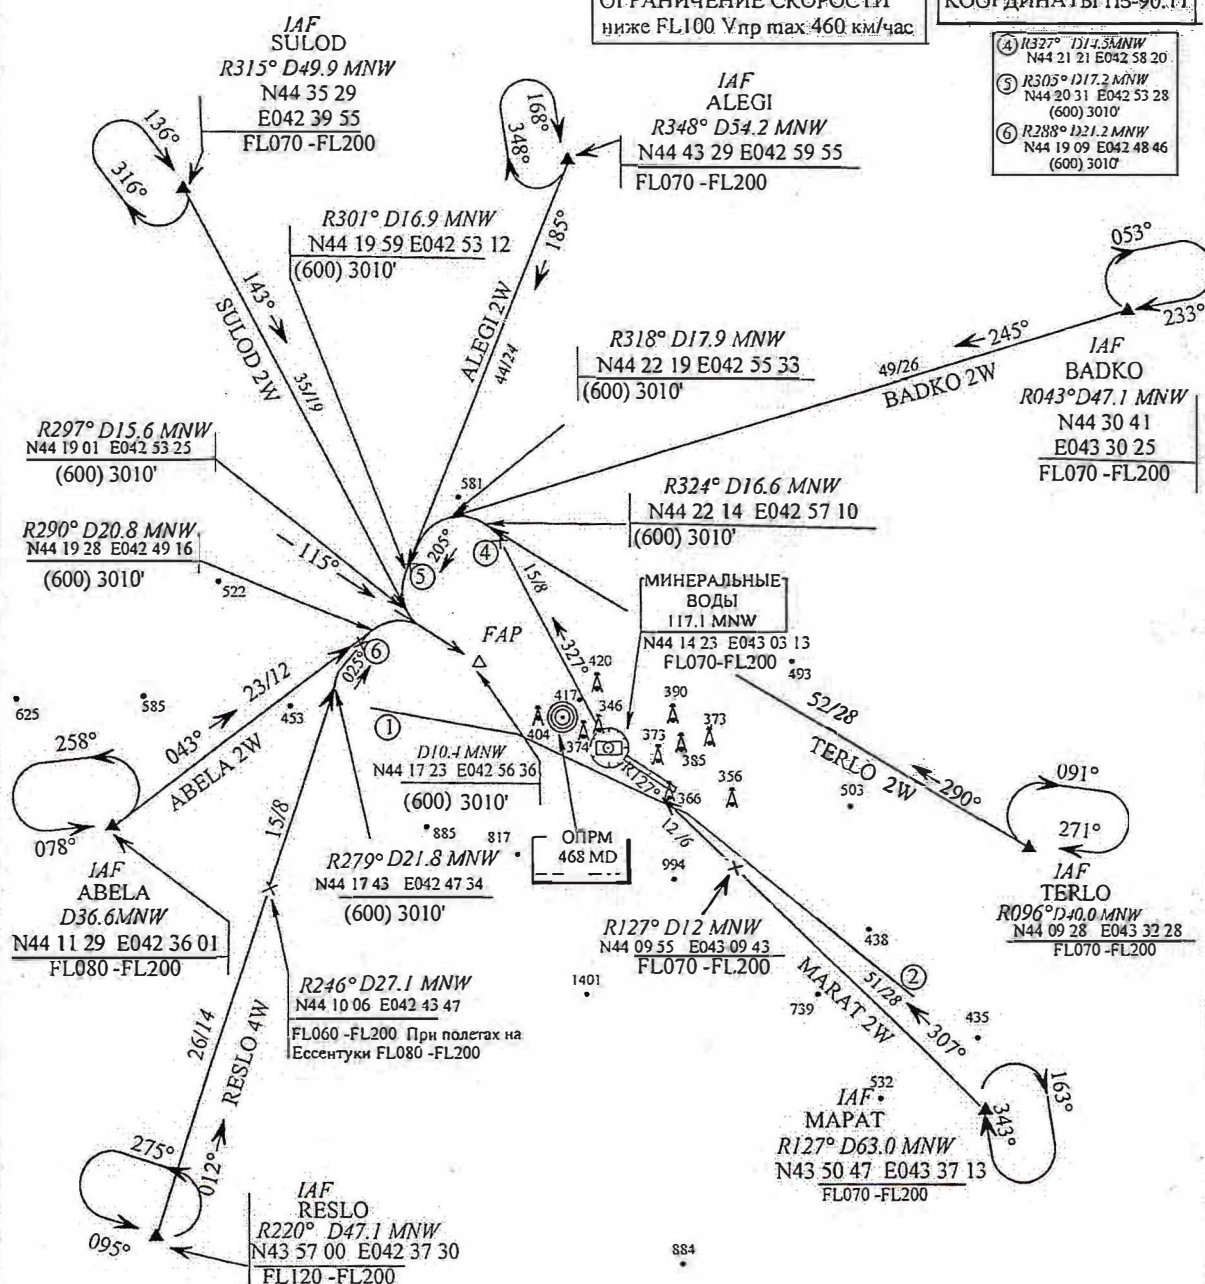 ОГРАНИЧЕНИЕ СКОРОСТИ
ниже FL100 Vпр max 460 км/час
КООРДИНАТЫ ПЗ-90.11
④ R327° D14.5MNW
N44 21 21 E042 58 20
⑤ R305° D17.2 MNW
N44 20 31 E042 53 28
(600) 3010'
⑥ R288° D21.2 MNW
N44 19 09 E042 48 46
(600) 3010'
IAF
SULOD
R315° D49.9 MNW
N44 35 29
E042 39 55
FL070 -FL200
136°
316°
IAF
ALEGI
R348° D54.2 MNW
N44 43 29 E042 59 55
FL070 -FL200
168°
348°
R301° D16.9 MNW
N44 19 59 E042 53 12
(600) 3010'
185°
143°
SULOD 2W
35/19
ALEGI 2W
44/24
053°
233°
245°
49/26
BADKO 2W
IAF
BADKO
R043°D47.1 MNW
N44 30 41
E043 30 25
FL070 -FL200
R318° D17.9 MNW
N44 22 19 E042 55 33
(600) 3010'
R297° D15.6 MNW
N44 19 01 E042 53 25
(600) 3010'
581
R324° D16.6 MNW
N44 22 14 E042 57 10
(600) 3010'
R290° D20.8 MNW
N44 19 28 E042 49 16
(600) 3010'
115°
205°
④
⑤
522
15/8
327°
FAP
МИНЕРАЛЬНЫЕ
ВОДЫ
117.1 MNW
N44 14 23 E043 03 13
FL070-FL200
493
⑥
025°
23/12
043°
ABELA 2W
625
585
453
①
420
417
346
390
404
374
373
373
385
R127°
366
356
52/28
TERLO 2W
290°
503
091°
271°
258°
078°
D10.4 MNW
N44 17 23 E042 56 36
(600) 3010'
15/8
885
817
ОПРМ
468 MD
12./6
994
IAF
ABELA
D36.6MNW
N44 11 29 E042 36 01
FL080 -FL200
R279° D21.8 MNW
N44 17 43 E042 47 34
(600) 3010'
IAF
TERLO
R096°D40.0 MNW
N44 09 28 E043 32 28
FL070 -FL200
R127° D12 MNW
N44 09 55 E043 09 43
FL070 -FL200
438
②
51/28
MARAT 2W
307°
739
435
1401
R246° D27.1 MNW
N44 10 06 E042 43 47
FL060 -FL200 При полетах на
Ессентуки FL080 -FL200
26/14
RESLO 4W
012°
532
IAF
МАРАТ
R127° D63.0 MNW
N43 50 47 E043 37 13
FL070 -FL200
163°
343°
275°
095°
IAF
RESLO
R220° D47.1 MNW
N43 57 00 E042 37 30
FL120 -FL200
884